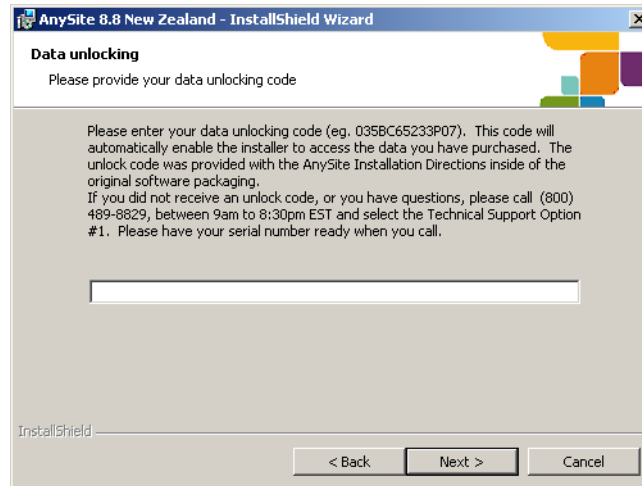 AnySite 8.8 New Zealand - InstallShield Wizard
Data unlocking
Please provide your data unlocking code
Please enter your data unlocking code (eg. 035BC65233P07). This code will
automatically enable the installer to access the data you have purchased. The
unlock code was provided with the AnySite Installation Directions inside of the
original software packaging.
If you did not receive an unlock code, or you have questions, please call (800)
489-8829, between 9am to 8:30pm EST and select the Technical Support Option
#1. Please have your serial number ready when you call.
InstallShield
< Back Next > Cancel